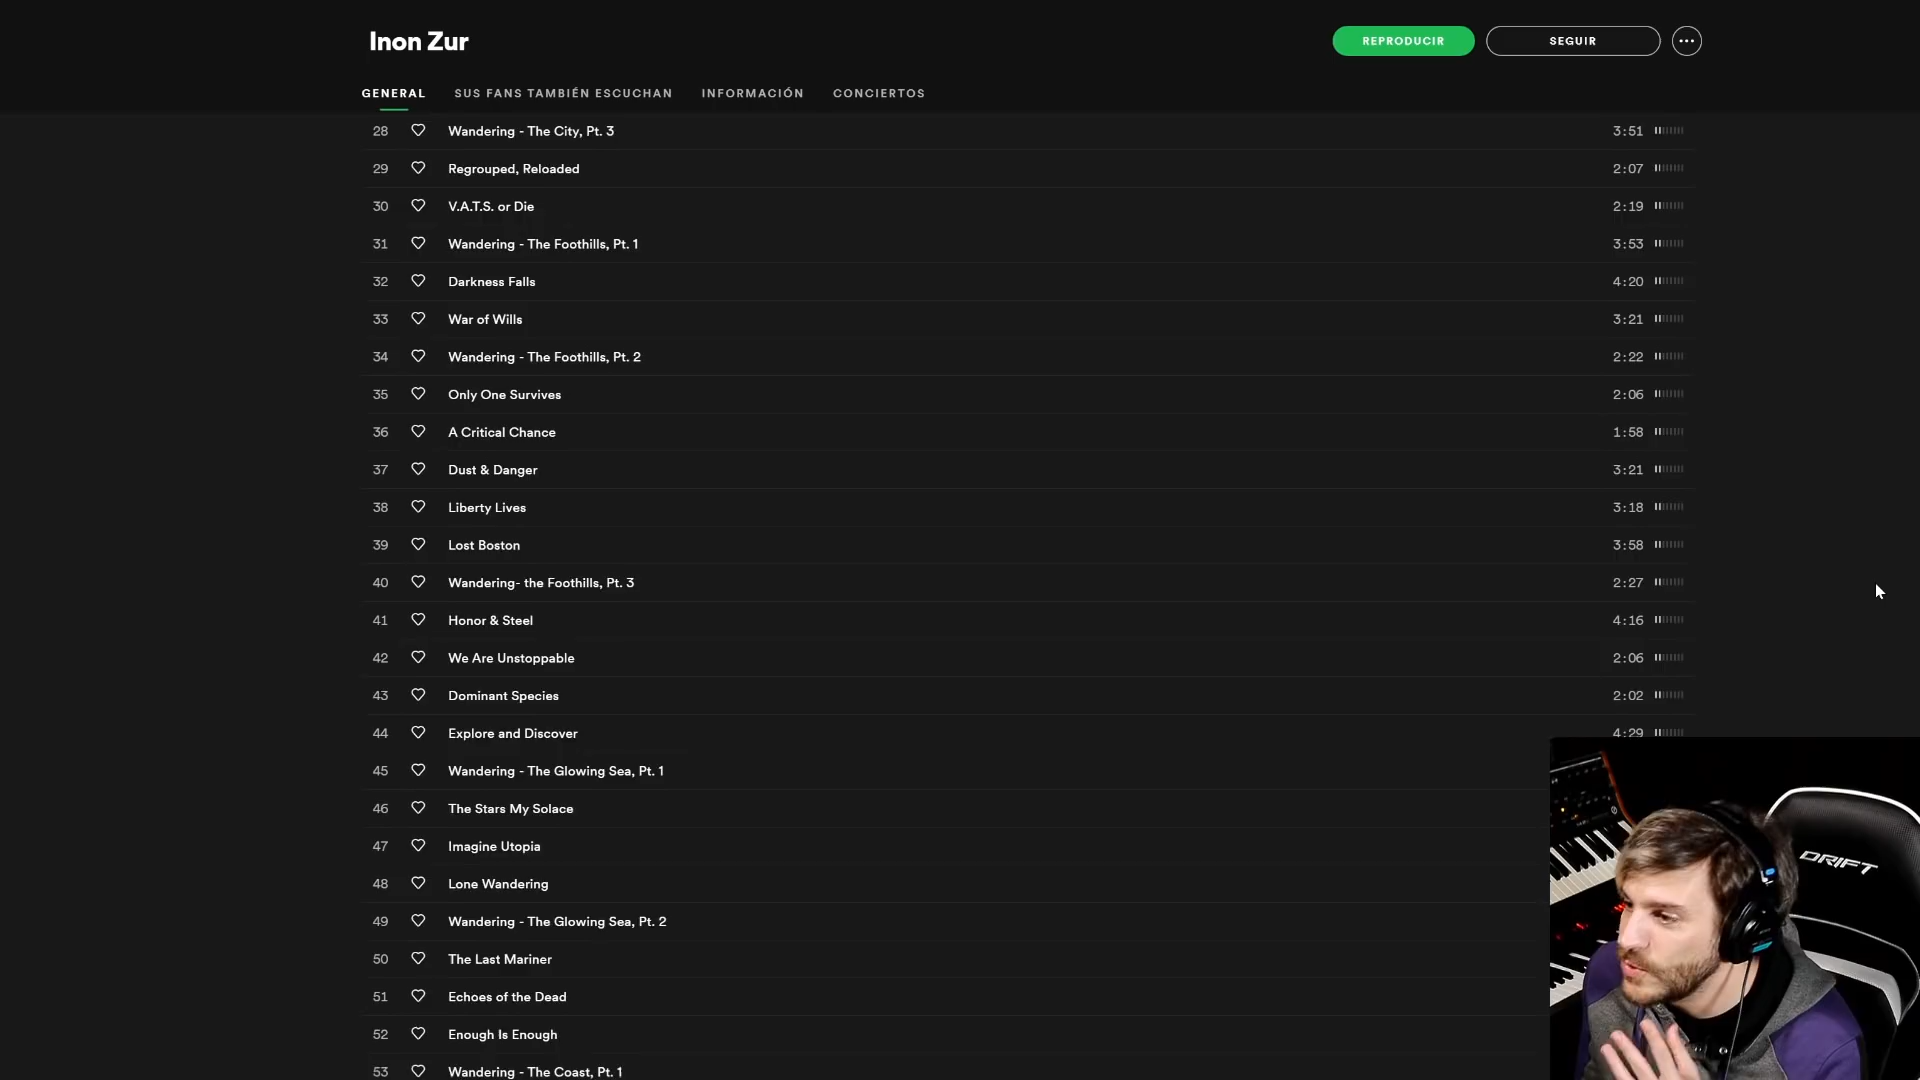 Inon Zur
REPRODUCIR
SEGUIR
GENERAL SUS FANS TAMBIÉN ESCUCHAN INFORMACIÓN CONCIERTOS
28 Wandering - The City, Pt. 3 3:51
29 Regrouped, Reloaded 2:07
30 V.A.T.S. or Die 2:19
31 Wandering - The Foothills, Pt. 1 3:53
32 Darkness Falls 4:20
33 War of Wills 3:21
34 Wandering - The Foothills, Pt. 2 2:22
35 Only One Survives 2:06
36 A Critical Chance 1:58
37 Dust & Danger 3:21
38 Liberty Lives 3:18
39 Lost Boston 3:58
40 Wandering- the Foothills, Pt. 3 2:27
41 Honor & Steel 4:16
42 We Are Unstoppable 2:06
43 Dominant Species 2:02
44 Explore and Discover 4:29
45 Wandering - The Glowing Sea, Pt. 1
46 The Stars My Solace
47 Imagine Utopia
48 Lone Wandering
49 Wandering - The Glowing Sea, Pt. 2
50 The Last Mariner
51 Echoes of the Dead
52 Enough Is Enough
53 Wandering - The Coast, Pt. 1
DRIFT